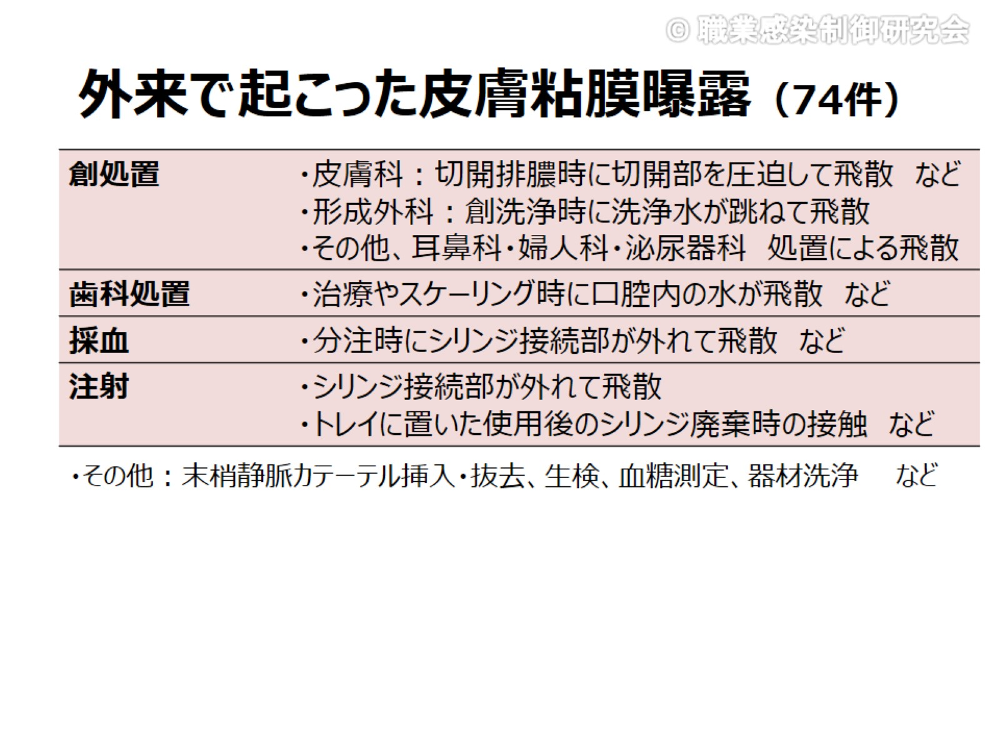 © 職業感染制御研究会
外来で起こった皮膚粘膜曝露（74件）
創処置 ・皮膚科：切開排膿時に切開部を圧迫して飛散　など
・形成外科：創洗浄時に洗浄水が跳ねて飛散
・その他、耳鼻科・婦人科・泌尿器科　処置による飛散
歯科処置 ・治療やスケーリング時に口腔内の水が飛散　など
採血 ・分注時にシリンジ接続部が外れて飛散　など
注射 ・シリンジ接続部が外れて飛散
・トレイに置いた使用後のシリンジ廃棄時の接触　など
・その他：末梢静脈カテーテル挿入・抜去、生検、血糖測定、器材洗浄　など